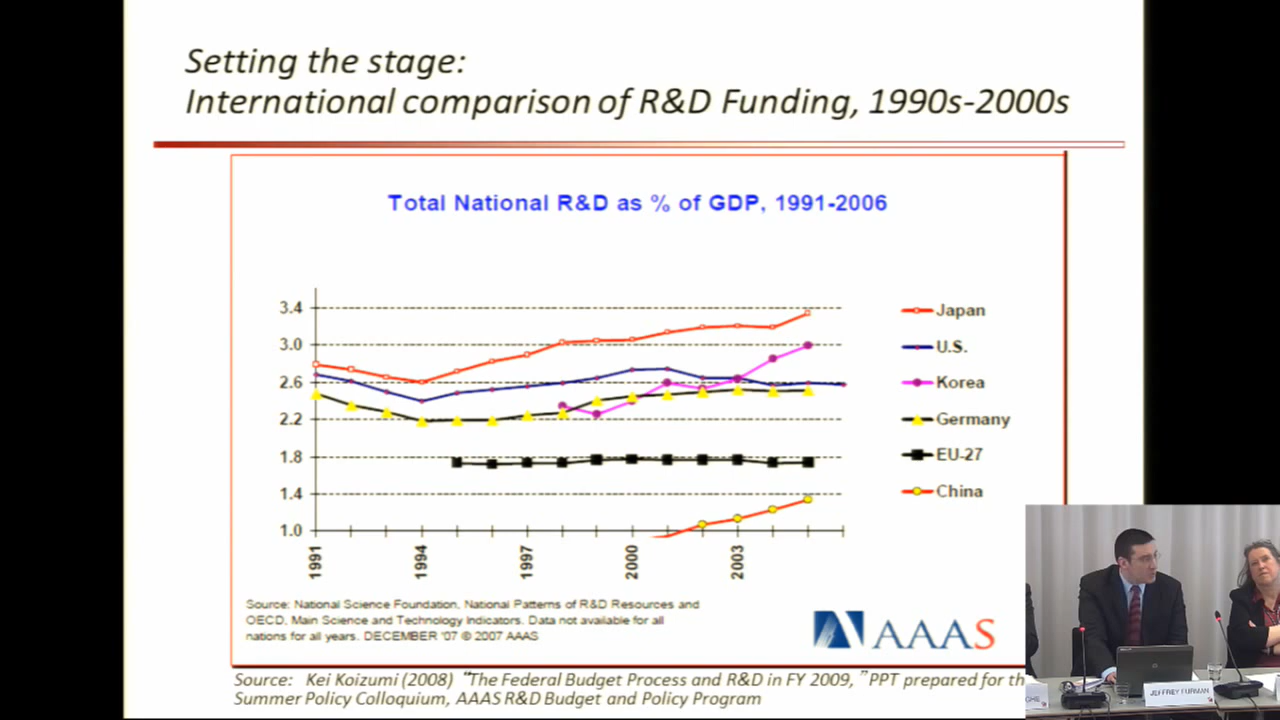 Setting the stage:
International comparison of R&D Funding, 1990s-2000s
Total National R&D as % of GDP, 1991-2006
3.4
3.0
2.6
2.2
1.8
1.4
1.0
1991
1994
1997
2000
2003
Japan
U.S.
Korea
Germany
EU-27
China
Source: National Science Foundation, National Patterns of R&D Resources and
OECD, Main Science and Technology Indicators. Data not available for all
nations for all years. DECEMBER '07 © 2007 AAAS
AAAS
Source: Kei Koizumi (2008) “The Federal Budget Process and R&D in FY 2009, ” PPT prepared for th
Summer Policy Colloquium, AAAS R&D Budget and Policy Program
JEFFREY FURMAN